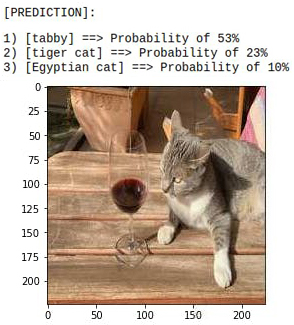 [PREDICTION]:
1) [tabby] ==> Probability of 53%
2) [tiger cat] ==> Probability of 23%
3) [Egyptian cat] ==> Probability of 10%
0
25
50
75
100
125
150
175
200
0 50 100 150 200